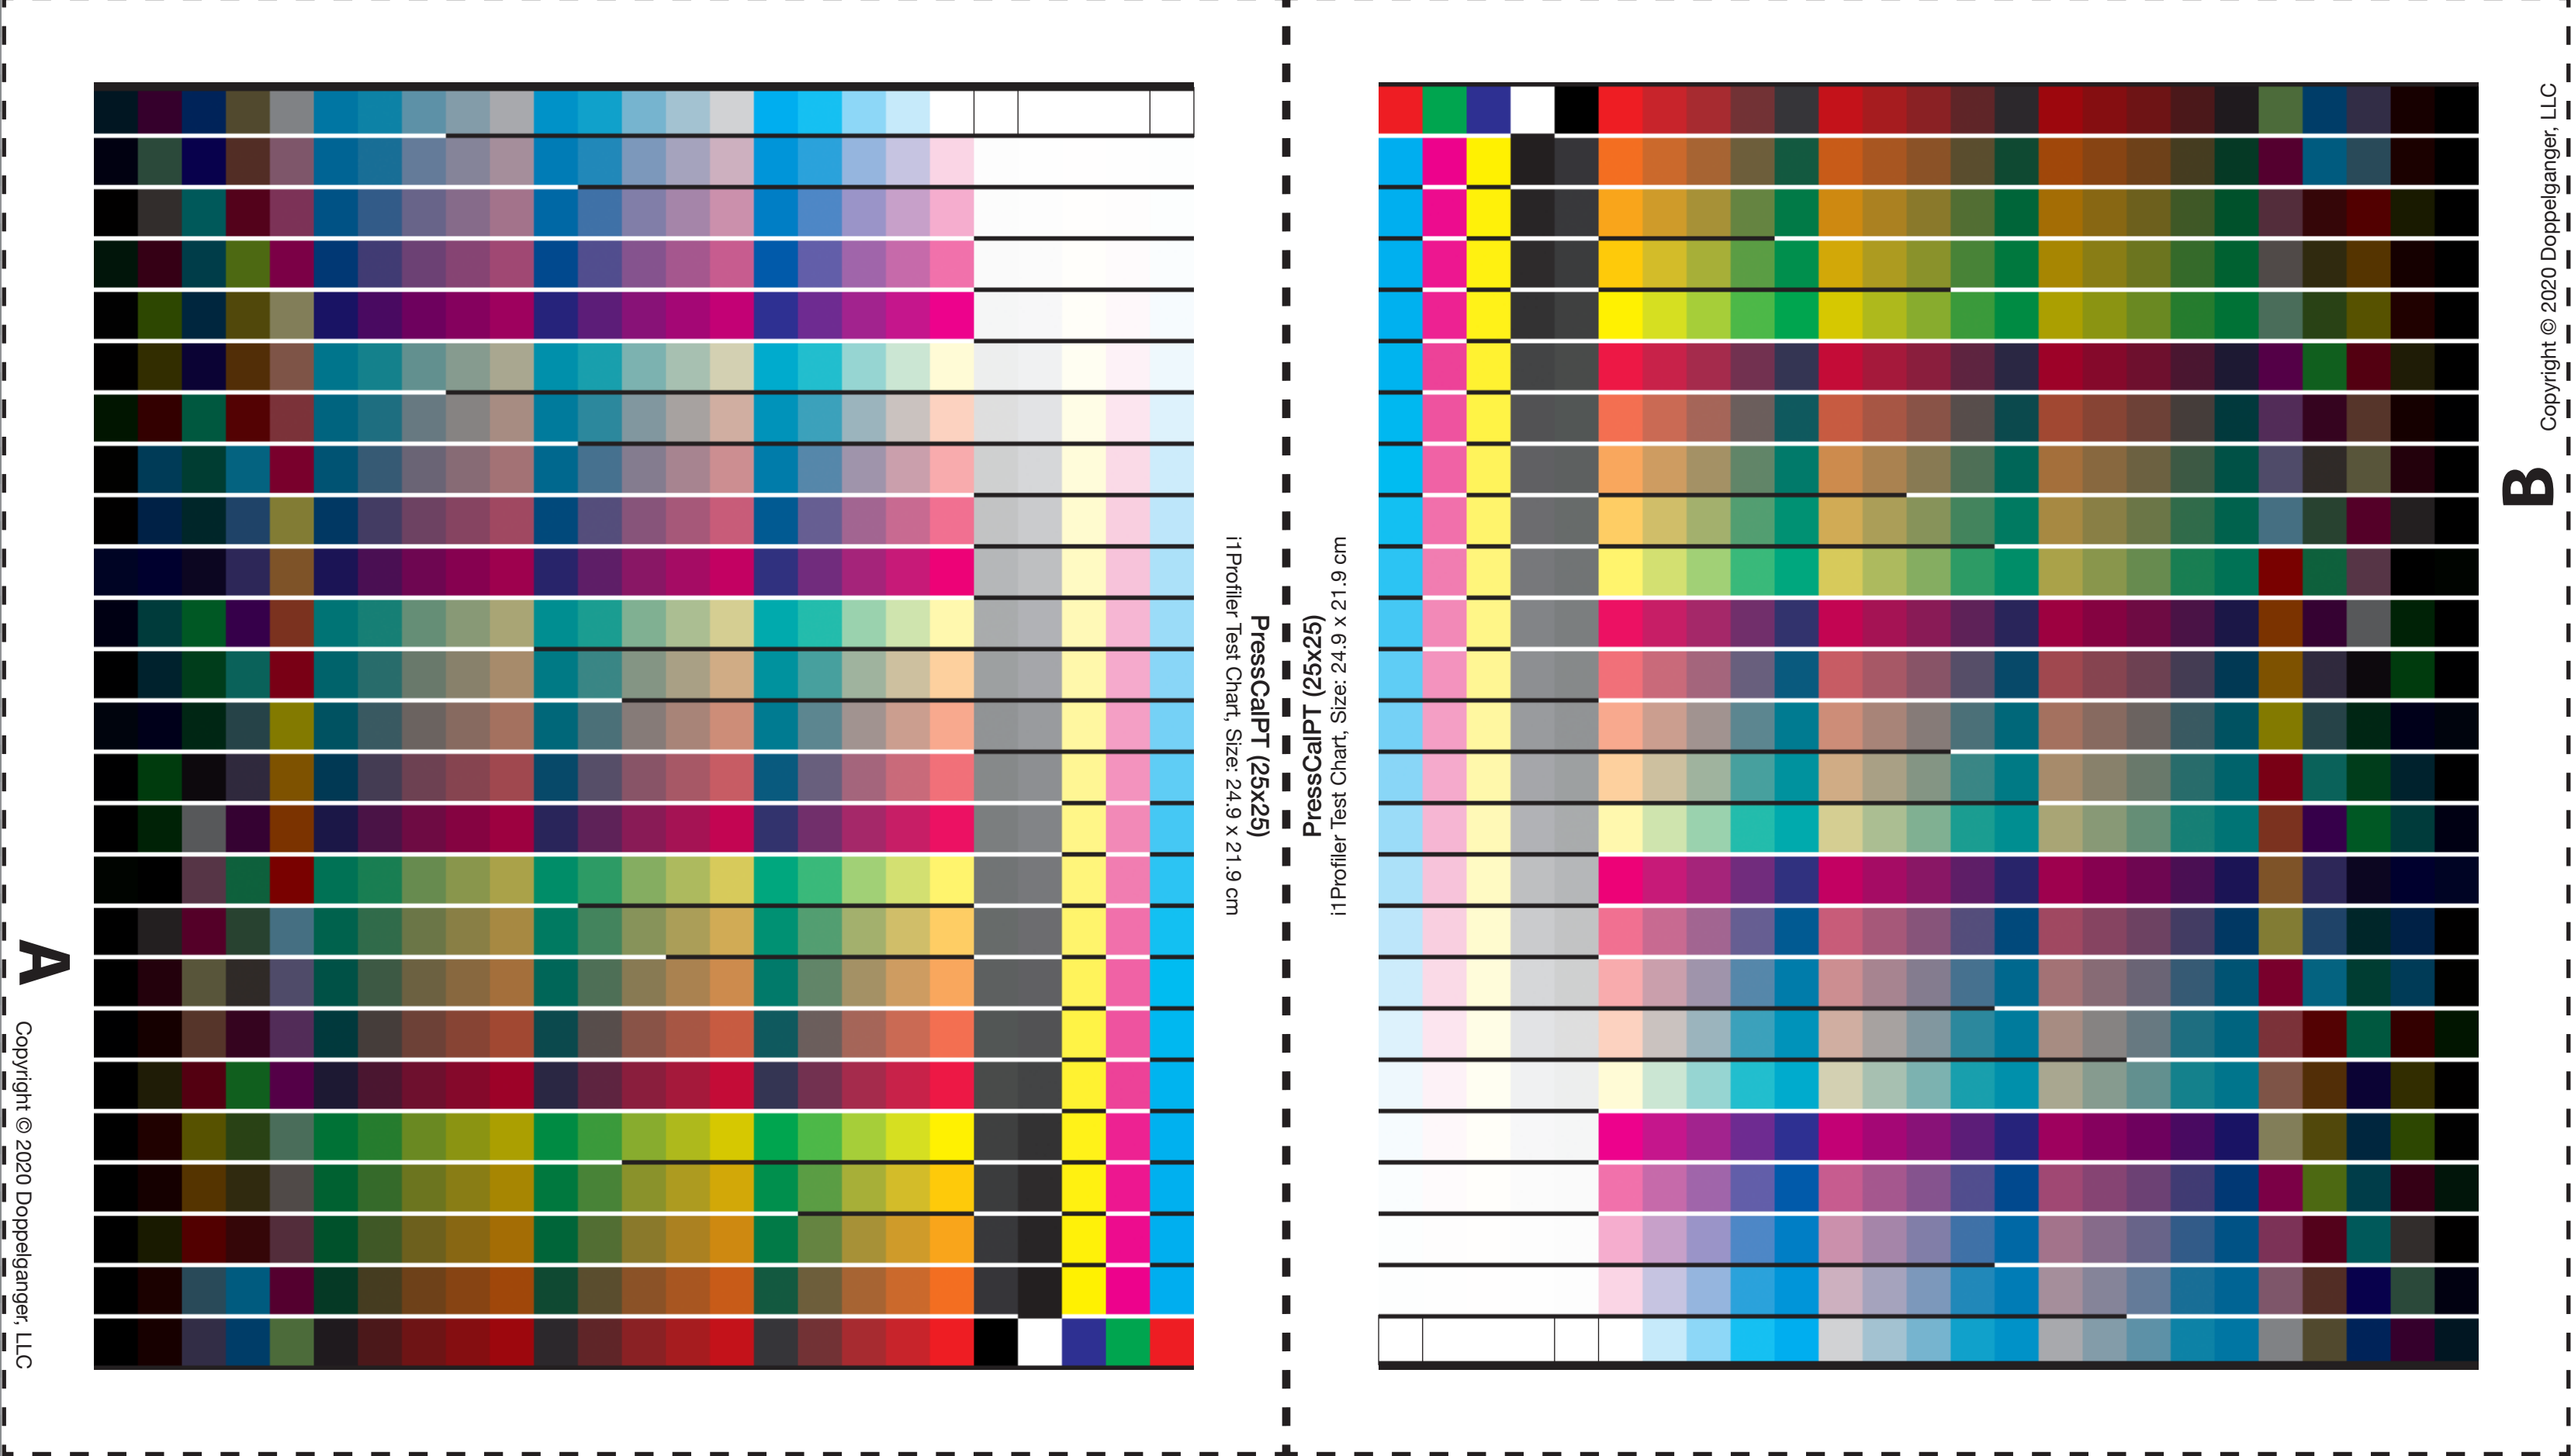 A
Copyright © 2020 Doppelganger, LLC
PressCalPT (25x25)
i1Profiler Test Chart, Size: 24.9 x 21.9 cm
PressCalPT (25x25)
i1Profiler Test Chart, Size: 24.9 x 21.9 cm
Copyright © 2020 Doppelganger, LLC
B